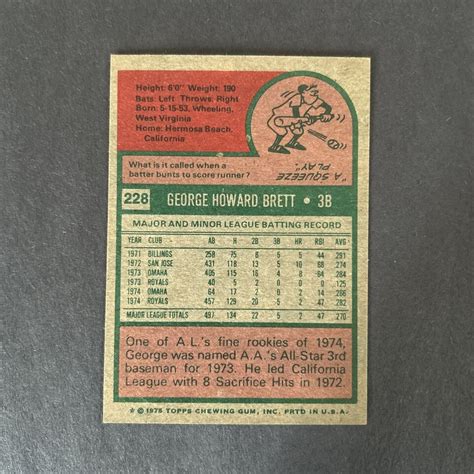 Height: 6'0" Weight: 190
Bats: Left Throws: Right
Born: 5-15-53, Wheeling,
West Virginia
Home: Hermosa Beach,
California
What is it called when a
batter bunts to score runner?
"A SQUEEZE
PLAY"
228 GEORGE HOWARD BRETT • 3B
MAJOR AND MINOR LEAGUE BATTING RECORD
YEAR CLUB AB H 2B 3B HR RBI AVG
1971 BILLINGS 258 75 8 5 5 44 291
1972 SAN JOSE 431 118 13 5 10 68 274
1973 OMAHA 405 115 16 4 8 64 284
1973 ROYALS 40 5 2 0 0 0 125
1974 OMAHA 64 17 2 0 2 14 266
1974 ROYALS 457 129 20 5 2 47 282
MAJOR LEAGUE TOTALS 497 134 22 5 2 47 270
One of A.L.'s fine rookies of 1974,
George was named A.A.'s All-Star 3rd
baseman for 1973. He led California
League with 8 Sacrifice Hits in 1972.
☆ © 1975 TOPPS CHEWING GUM, INC. PRTD IN U.S.A.